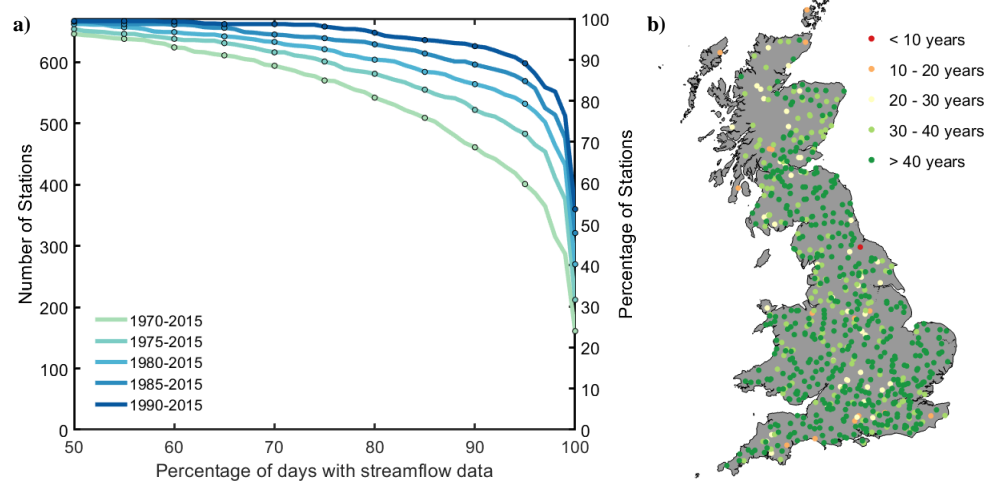 a)
Number of Stations
600
500
400
300
200
100
0
50
60
70
80
90
100
Percentage of days with streamflow data
100
90
80
70
60
50
40
30
20
10
0
Percentage of Stations
1970-2015
1975-2015
1980-2015
1985-2015
1990-2015
b)
< 10 years
10 - 20 years
20 - 30 years
30 - 40 years
> 40 years